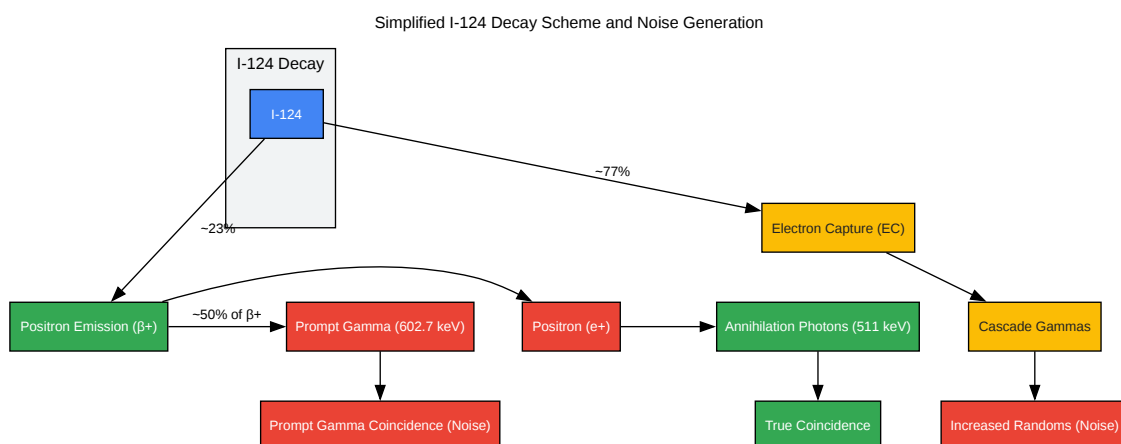 Simplified I-124 Decay Scheme and Noise Generation
I-124 Decay
I-124
~77%
~23%
Electron Capture (EC)
Positron Emission (β+)
~50% of β+
Prompt Gamma (602.7 keV)
Positron (e+)
Annihilation Photons (511 keV)
Cascade Gammas
Prompt Gamma Coincidence (Noise)
True Coincidence
Increased Randoms (Noise)